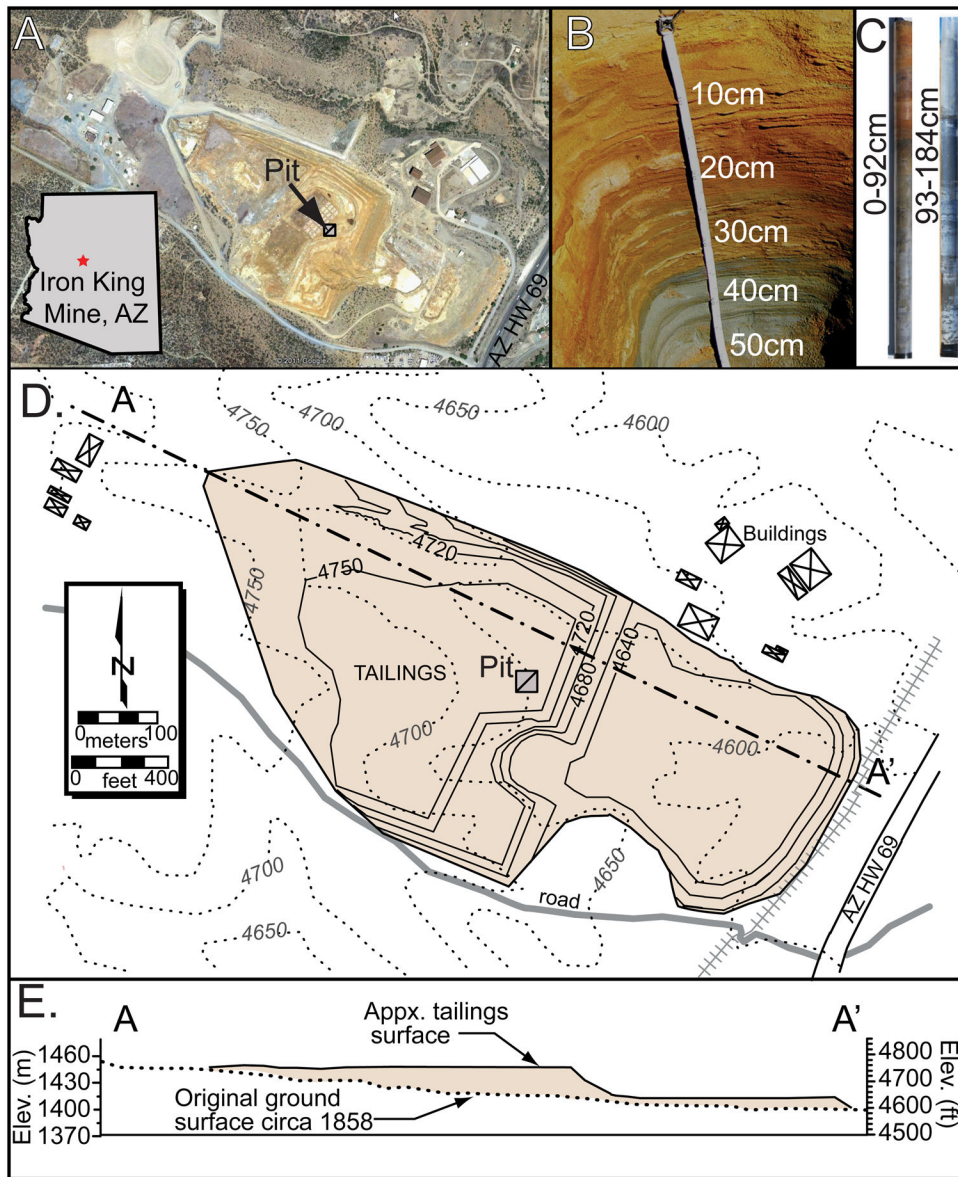 A
Pit
Iron King
Mine, AZ
AZ HW 69
B
10cm
20cm
30cm
40cm
50cm
C
0-92cm
93-184cm
D.
A
4750
4700
4650
4600
Buildings
4720
4750
4750
4720
4640
4680
TAILINGS
Pit
4700
4600
A'
N
0 100
meters
0 400
feet
4700
4650
4650
road
AZ HW 69
E.
A
A'
Appx. tailings
surface
Original ground
surface circa 1858
Elev. (m)
1460
1430
1400
1370
4800
4700
4600
4500
Elev. (ft)